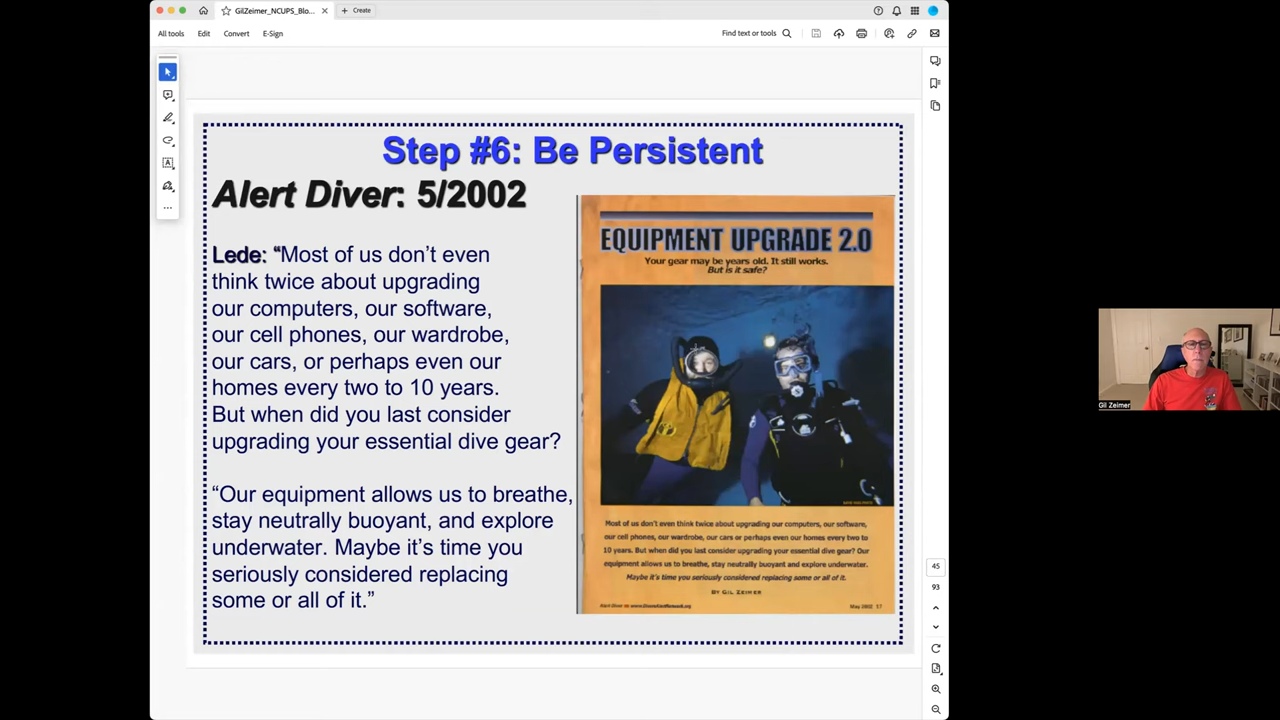 GilZeimer_NCUPS_Blo...
Create
All tools
Edit
Convert
E-Sign
Find text or tools
Step #6: Be Persistent
Alert Diver: 5/2002
Lede: “Most of us don’t even
think twice about upgrading
our computers, our software,
our cell phones, our wardrobe,
our cars, or perhaps even our
homes every two to 10 years.
But when did you last consider
upgrading your essential dive gear?
“Our equipment allows us to breathe,
stay neutrally buoyant, and explore
underwater. Maybe it’s time you
seriously considered replacing
some or all of it.”
EQUIPMENT UPGRADE 2.0
Your gear may be years old. It still works.
But is it safe?
Most of us don't even think twice about upgrading our computers, our software,
our cell phones, our wardrobe, our cars or perhaps even our homes every two to
10 years. But when did you last consider upgrading your essential dive gear? Our
equipment allows us to breathe, stay neutrally buoyant and explore underwater.
Maybe it's time you seriously considered replacing some or all of it.
BY GIL ZEIMER
Alert Diver
May 2002 17
45
93
Gil Zeimer